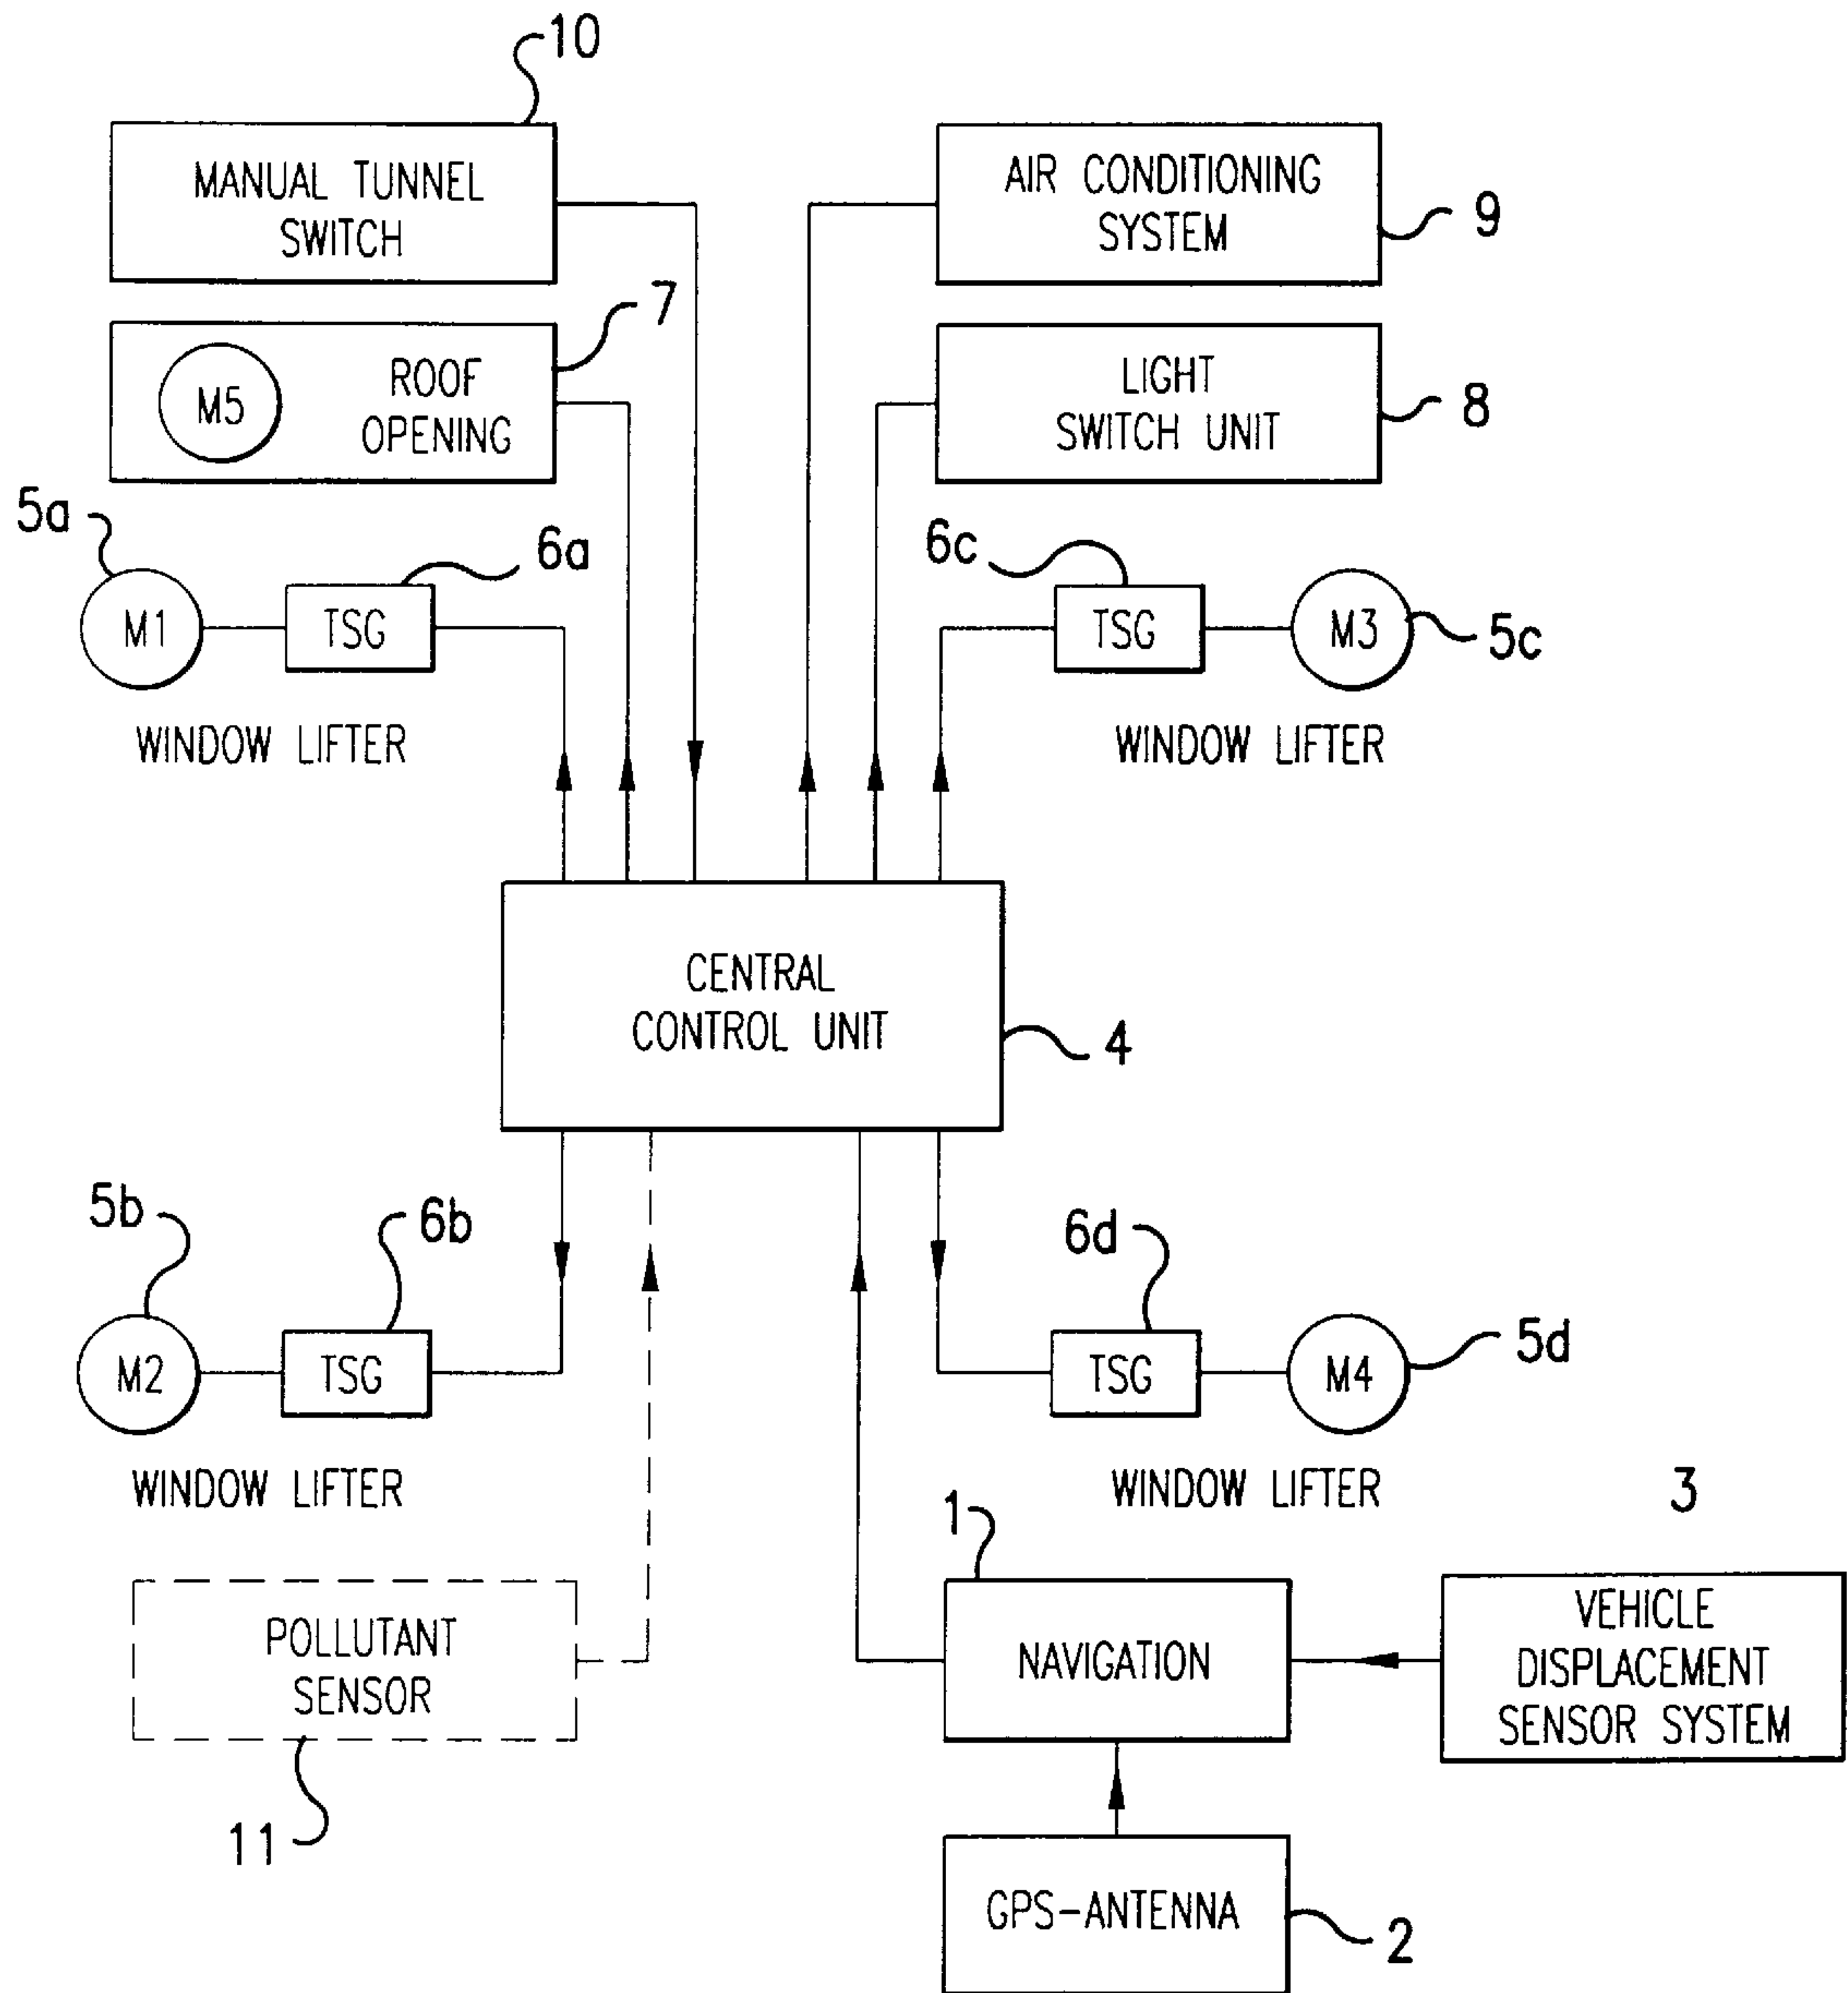 10
MANUAL TUNNEL
SWITCH
AIR CONDITIONING
SYSTEM
9
7
M5
ROOF
OPENING
LIGHT
SWITCH UNIT
8
5a
6a
M1
TSG
WINDOW LIFTER
6c
TSG
M3
5c
WINDOW LIFTER
CENTRAL
CONTROL UNIT
4
5b
6b
M2
TSG
WINDOW LIFTER
6d
TSG
M4
5d
WINDOW LIFTER
3
1
POLLUTANT
SENSOR
11
NAVIGATION
VEHICLE
DISPLACEMENT
SENSOR SYSTEM
GPS-ANTENNA
2